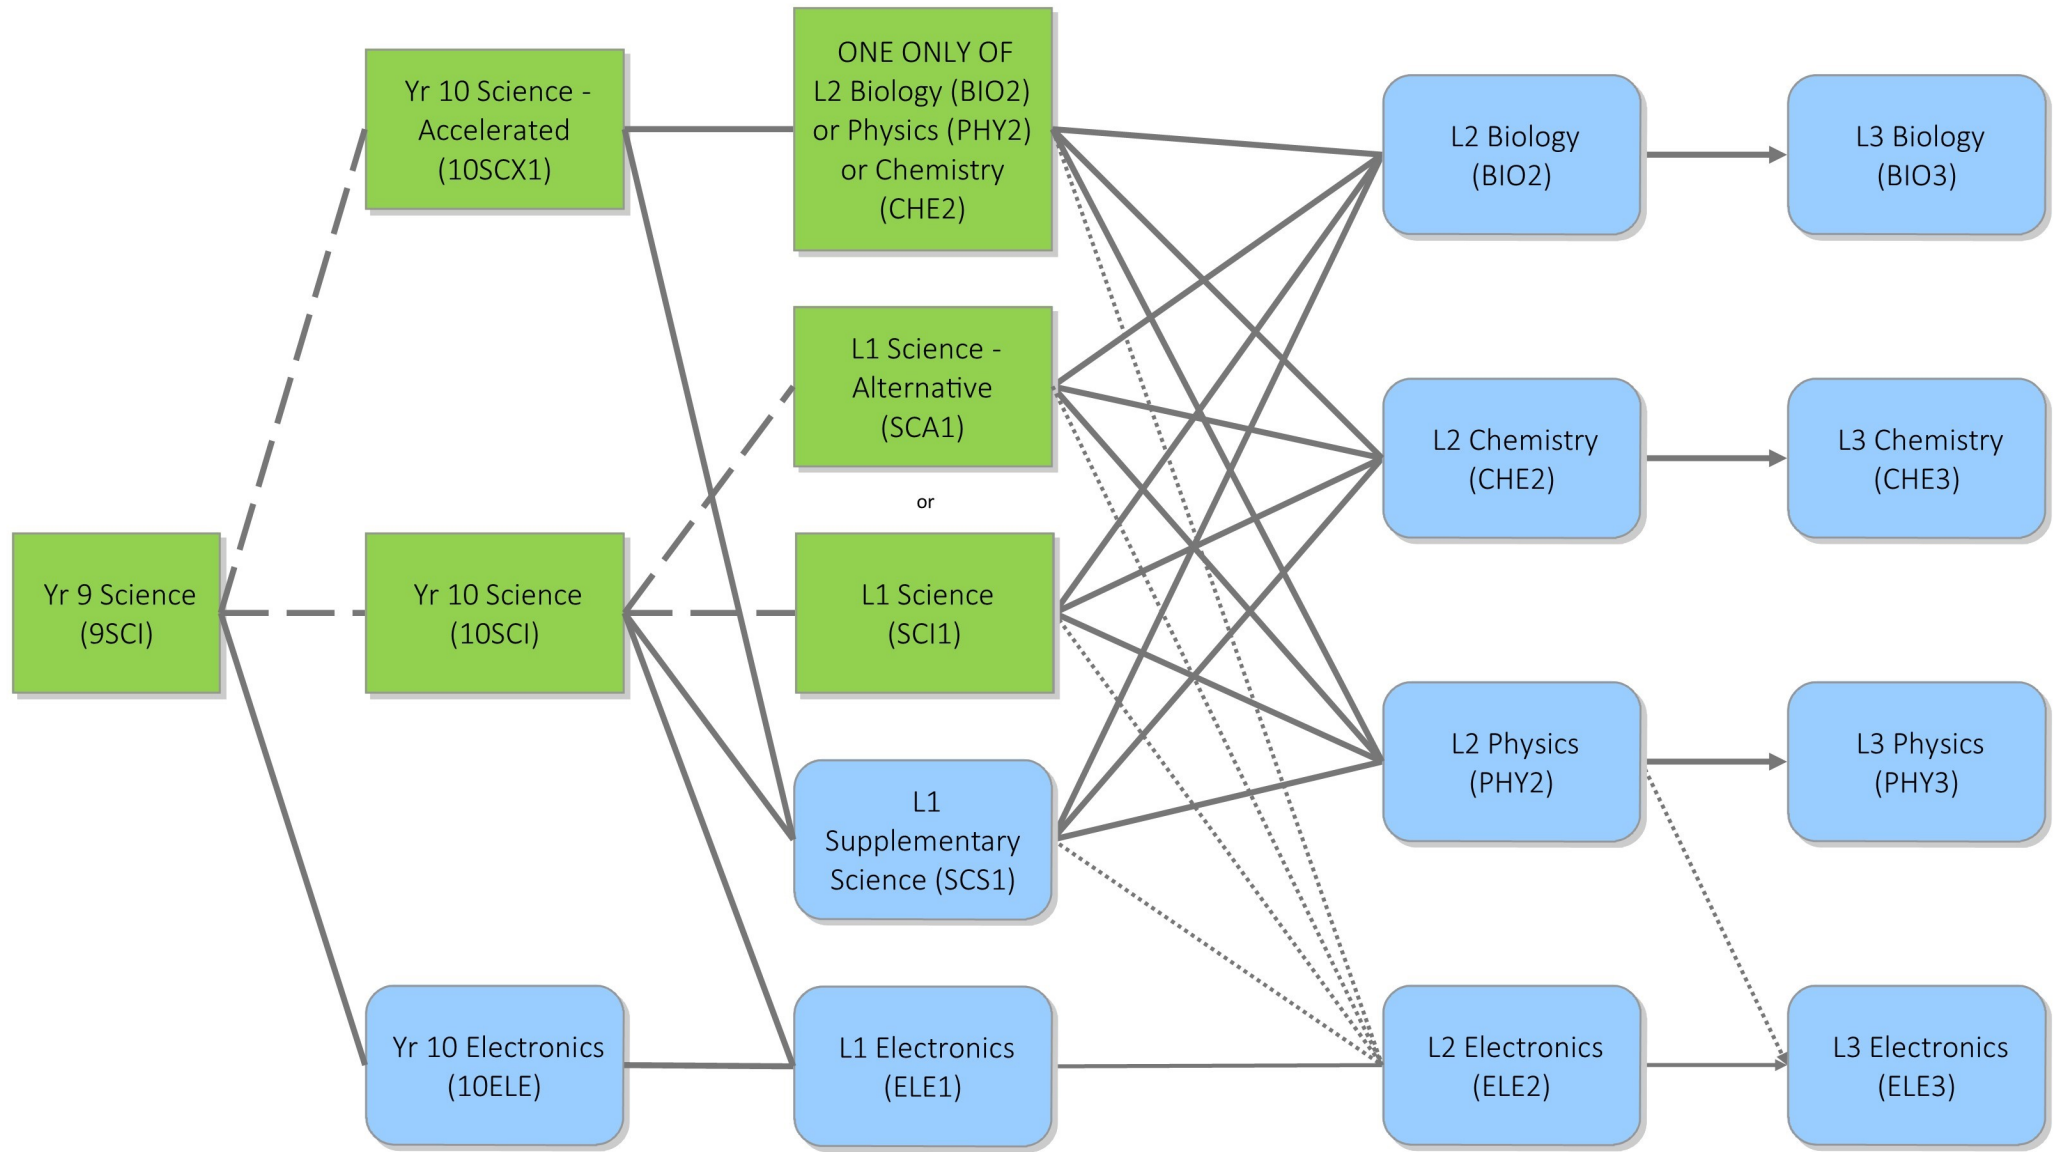 Yr 9 Science
(9SCI)
Yr 10 Science -
Accelerated
(10SCX1)
Yr 10 Science
(10SCI)
Yr 10 Electronics
(10ELE)
ONE ONLY OF
L2 Biology (BIO2)
or Physics (PHY2)
or Chemistry
(CHE2)
L1 Science -
Alternative
(SCA1)
or
L1 Science
(SCI1)
L1
Supplementary
Science (SCS1)
L1 Electronics
(ELE1)
L2 Biology
(BIO2)
L2 Chemistry
(CHE2)
L2 Physics
(PHY2)
L2 Electronics
(ELE2)
L3 Biology
(BIO3)
L3 Chemistry
(CHE3)
L3 Physics
(PHY3)
L3 Electronics
(ELE3)